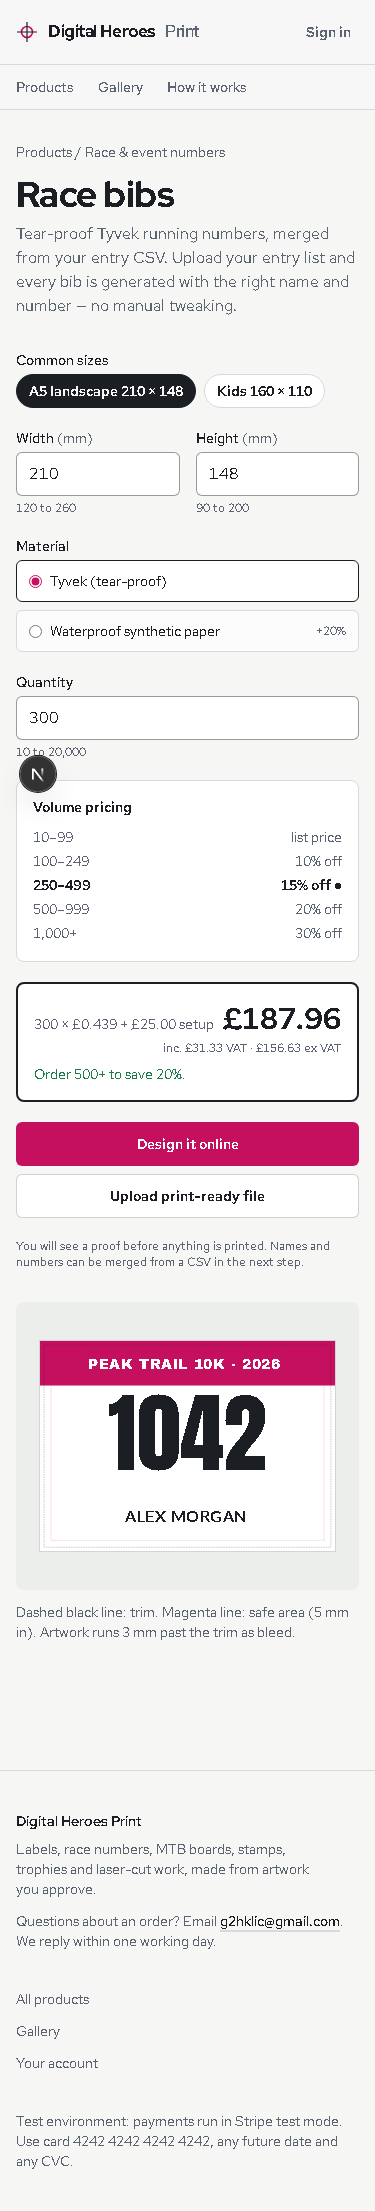 Digital Heroes Print
Sign in
Products Gallery How it works
Products / Race & event numbers
Race bibs
Tear-proof Tyvek running numbers, merged
from your entry CSV. Upload your entry list and
every bib is generated with the right name and
number — no manual tweaking.
Common sizes
A5 landscape 210 × 148 Kids 160 × 110
Width (mm) Height (mm)
210 148
120 to 260 90 to 200
Material
Tyvek (tear-proof)
Waterproof synthetic paper +20%
Quantity
300
10 to 20,000
N
Volume pricing
10–99 list price
100–249 10% off
250–499 15% off •
500–999 20% off
1,000+ 30% off
300 × £0.439 + £25.00 setup £187.96
inc. £31.33 VAT · £156.63 ex VAT
Order 500+ to save 20%.
Design it online
Upload print-ready file
You will see a proof before anything is printed. Names and
numbers can be merged from a CSV in the next step.
PEAK TRAIL 10K · 2026
1042
ALEX MORGAN
Dashed black line: trim. Magenta line: safe area (5 mm
in). Artwork runs 3 mm past the trim as bleed.
Digital Heroes Print
Labels, race numbers, MTB boards, stamps,
trophies and laser-cut work, made from artwork
you approve.
Questions about an order? Email g2hklic@gmail.com.
We reply within one working day.
All products
Gallery
Your account
Test environment: payments run in Stripe test mode.
Use card 4242 4242 4242 4242, any future date and
any CVC.